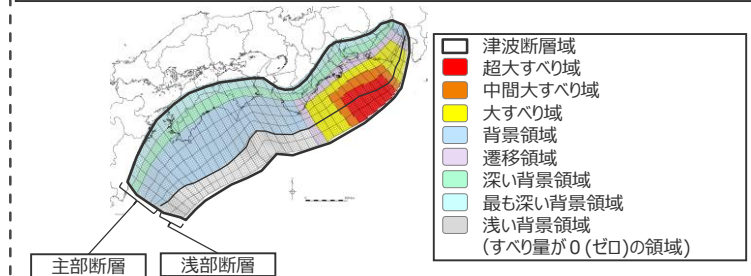 津波断層域
超大すべり域
中間大すべり域
大すべり域
背景領域
遷移領域
深い背景領域
最も深い背景領域
浅い背景領域
(すべり量が0(ゼロ)の領域)
主部断層
浅部断層